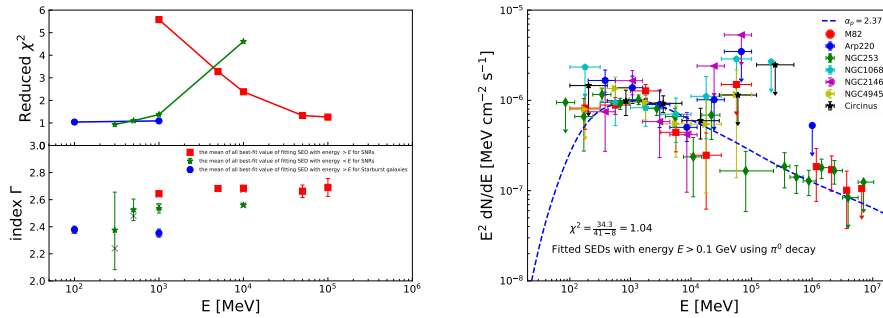 6
5
4
3
2
1
3.0
Reduced χ²
the mean of all best-fit value of fitting SED with energy > E for SNRs
the mean of all best-fit value of fitting SED with energy > E for SNRs
the mean of all best-fit value of fitting SED with energy > E for Starburst galaxies
2.8
2.6
2.4
2.2
2.0
index Γ
10² 10³ 10⁴ 10⁵ 10⁶
E [MeV]
10⁻⁵
10⁻⁶
10⁻⁷
10⁻⁸
E² dN/dE [MeV cm⁻² s⁻¹]
αₚ = 2.37
M82
Arp220
NGC253
NGC1068
NGC2146
NGC4945
Circinus
χ² = 34.3/(41−8) = 1.04
Fitted SEDs with energy E > 0.1 GeV using π⁰ decay
10² 10³ 10⁴ 10⁵ 10⁶ 10⁷
E [MeV]